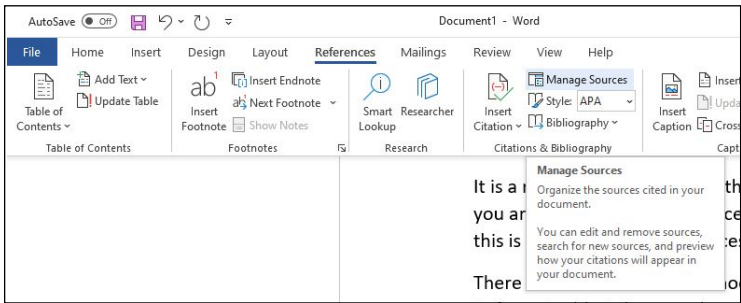 AutoSave Off Document1 - Word
File Home Insert Design Layout References Mailings Review View Help
Table of
Contents
Add Text
Update Table
Table of Contents
ab1
Insert
Footnote
Insert Endnote
Next Footnote
Show Notes
Footnotes
Smart
Lookup
Researcher
Research
Insert
Citation
Manage Sources
Style: APA
Bibliography
Citations & Bibliography
Insert
Caption
Manage Sources
Organize the sources cited in your
document.
You can edit and remove sources,
search for new sources, and preview
how your citations will appear in
your document.
It is a
you
this is
There